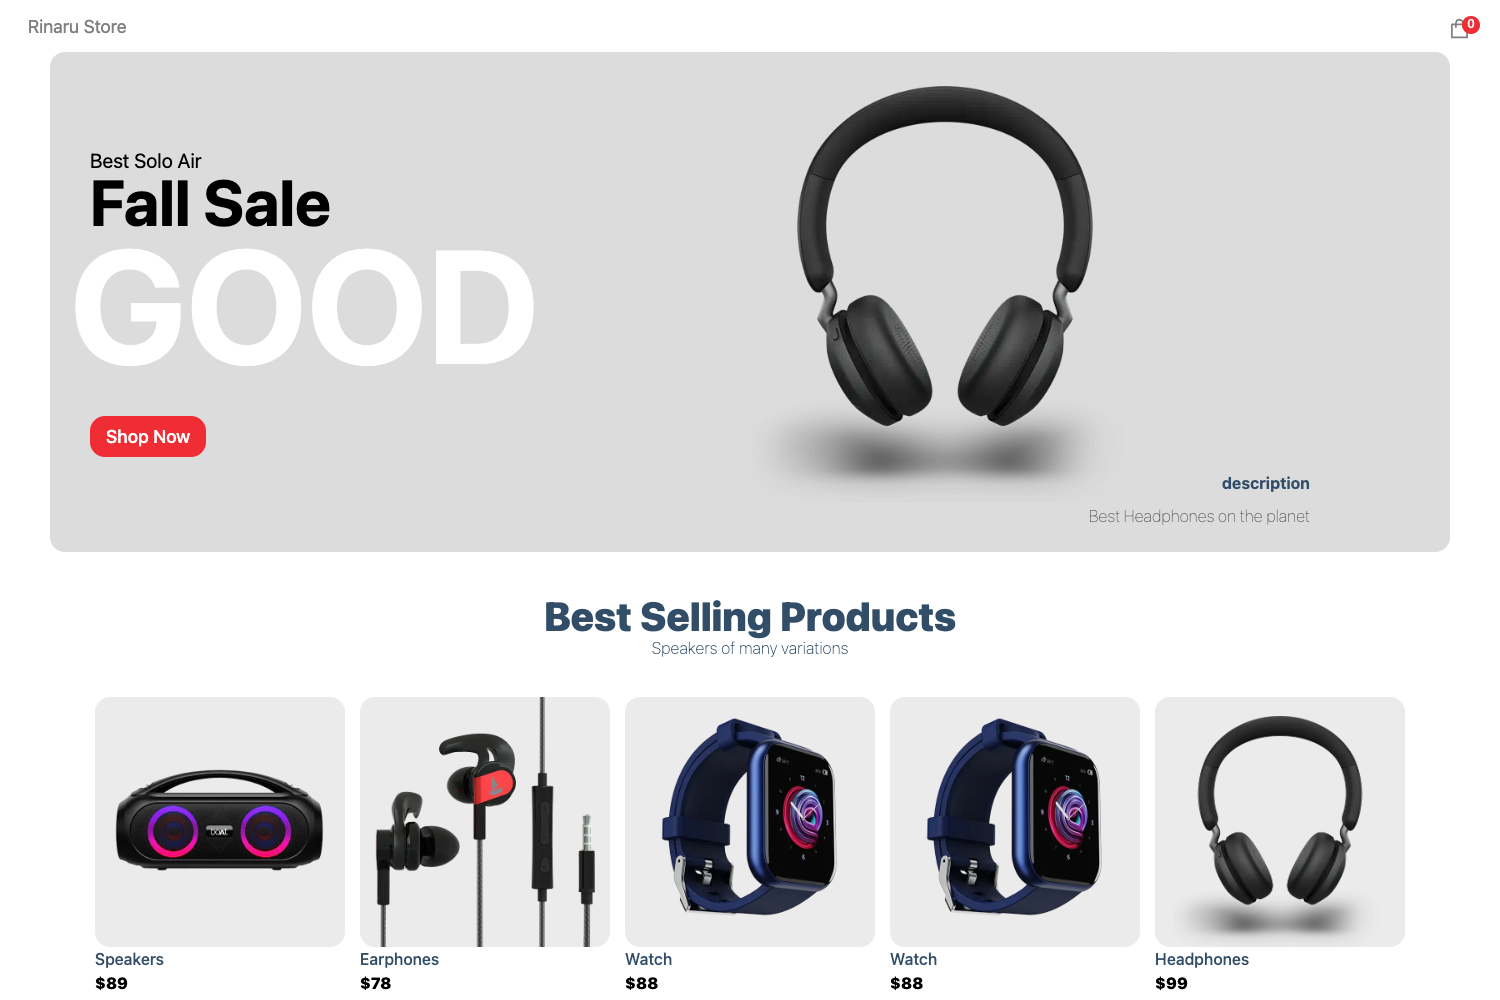 Rinaru Store
0
Best Solo Air
Fall Sale
GOOD
Shop Now
description
Best Headphones on the planet
Best Selling Products
Speakers of many variations
Speakers
$89
Earphones
$78
Watch
$88
Watch
$88
Headphones
$99